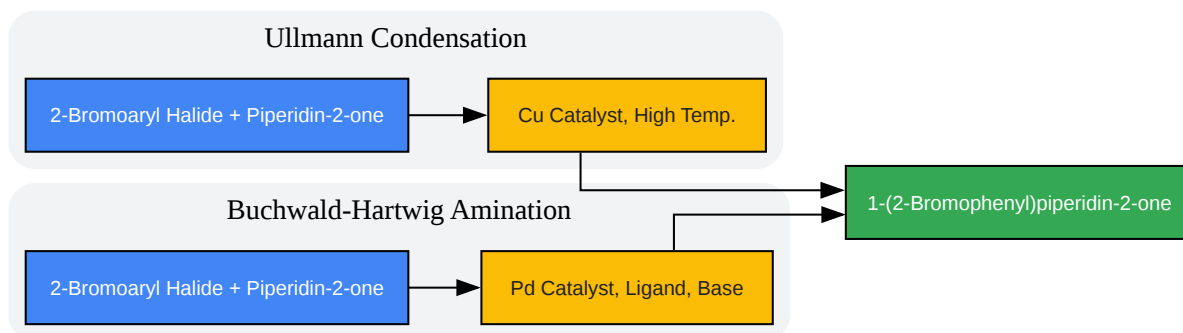 Ullmann Condensation
2-Bromoaryl Halide + Piperidin-2-one
Cu Catalyst, High Temp.
1-(2-Bromophenyl)piperidin-2-one
Buchwald-Hartwig Amination
2-Bromoaryl Halide + Piperidin-2-one
Pd Catalyst, Ligand, Base